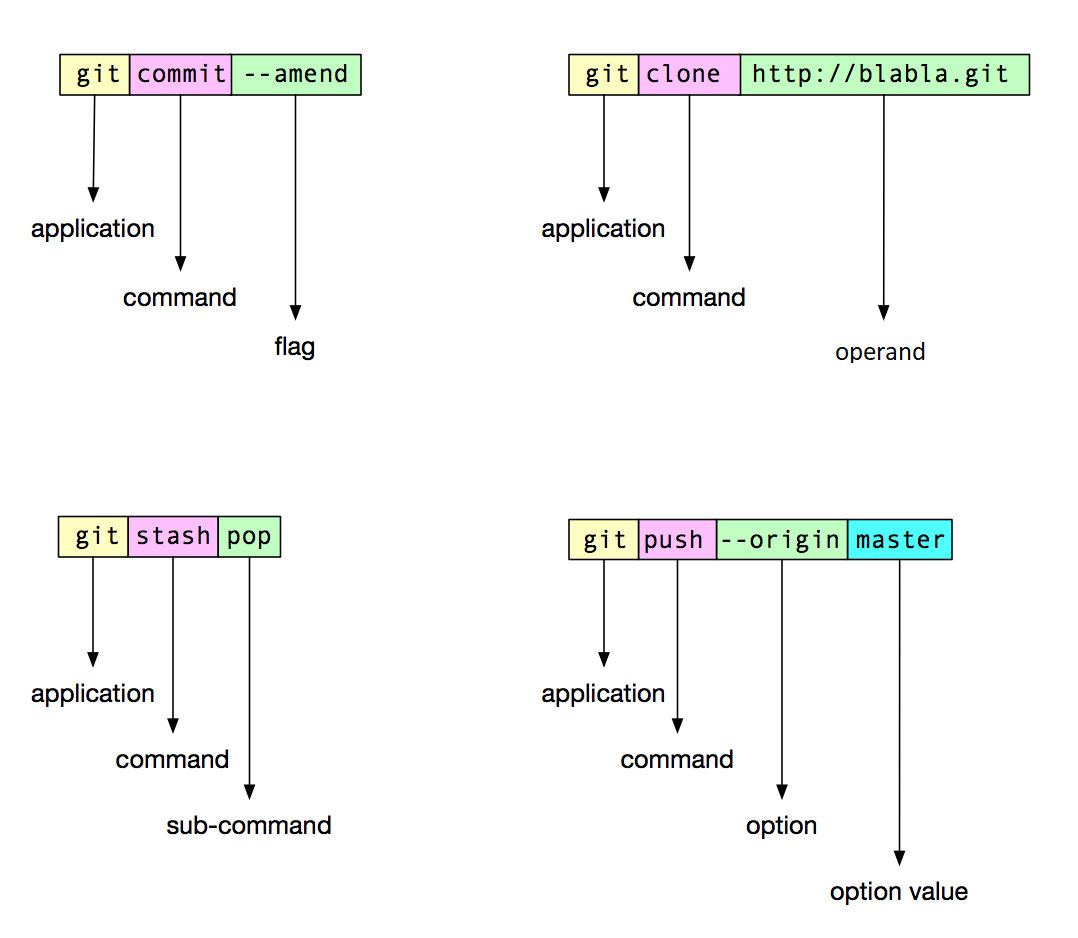 git commit --amend
application
command
flag
git clone http://blabla.git
application
command
operand
git stash pop
application
command
sub-command
git push --origin master
application
command
option
option value